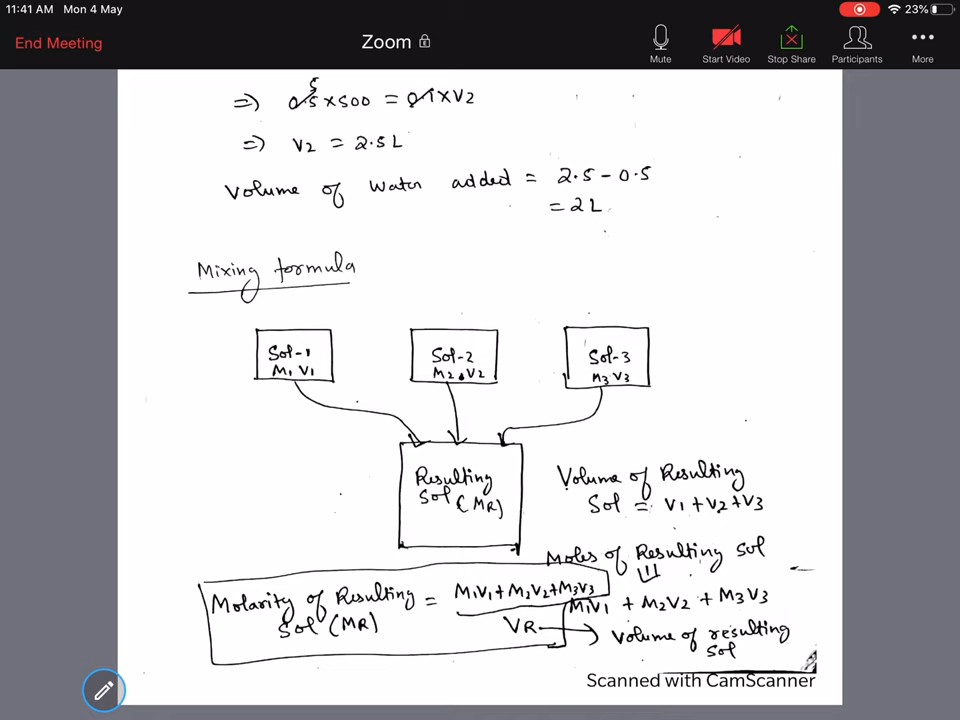 11:41 AM Mon 4 May
23%
End Meeting
Zoom
Mute
Start Video
Stop Share
Participants
More
5
=> 0.5 x 500 = 0.1 x V2
=> V2 = 2.5 L
Volume of water added = 2.5 - 0.5
= 2 L
Mixing formula
Sol-1
M1 V1
Sol-2
M2 V2
Sol-3
M3 V3
Resulting
Sol (MR)
Volume of Resulting
Sol = V1 + V2 + V3
Moles of Resulting Sol
M1V1 + M2V2 + M3V3
Molarity of Resulting = M1V1 + M2V2 + M3V3
Sol (MR)
VR → Volume of resulting
sol
Scanned with CamScanner